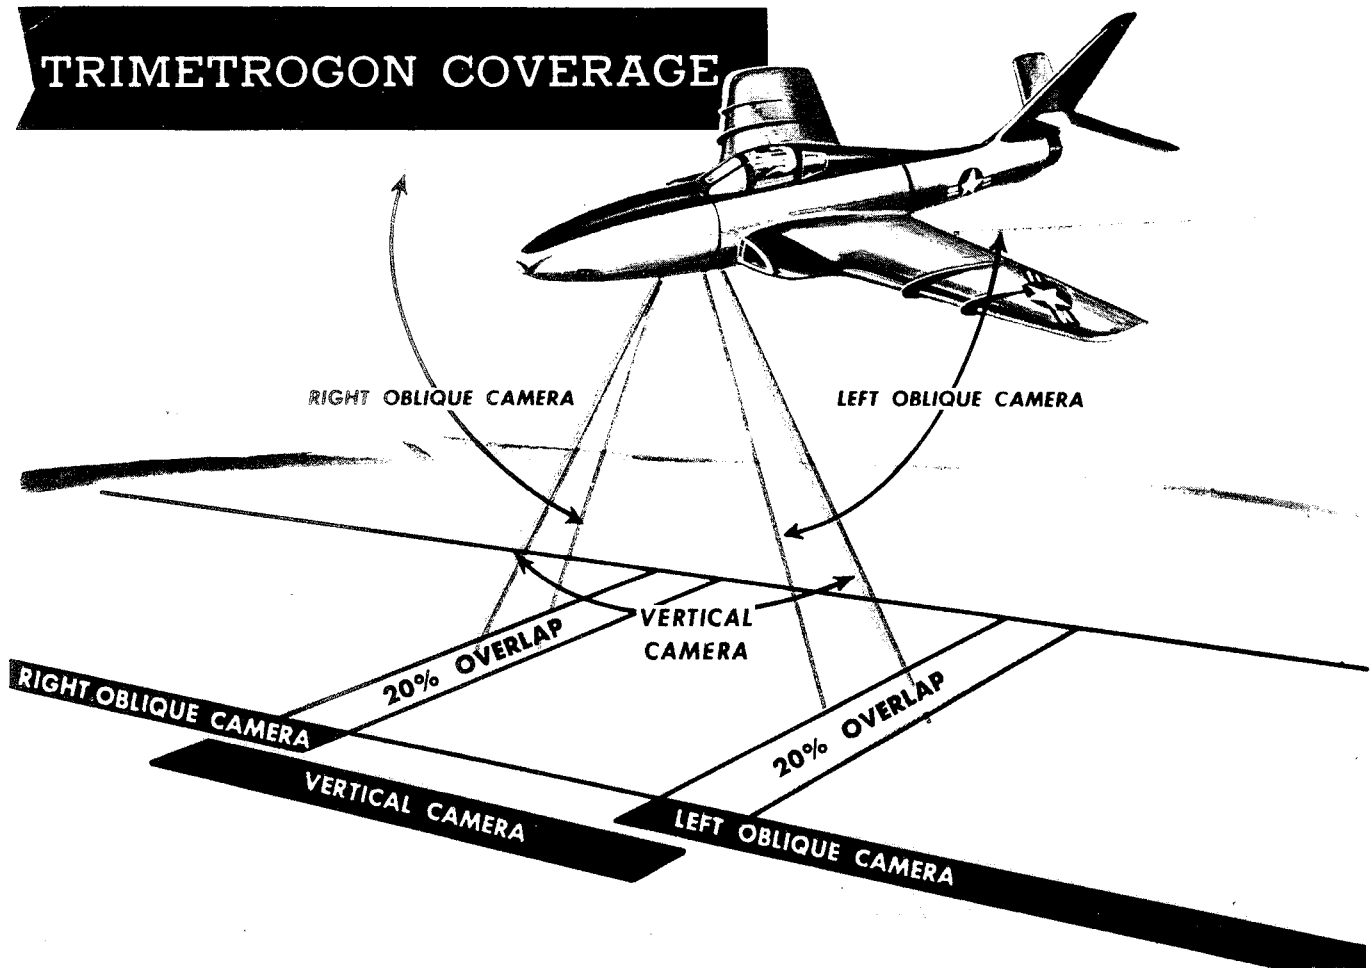 TRIMETROGON COVERAGE
RIGHT OBLIQUE CAMERA
LEFT OBLIQUE CAMERA
VERTICAL
CAMERA
20% OVERLAP
20% OVERLAP
RIGHT OBLIQUE CAMERA
VERTICAL CAMERA
LEFT OBLIQUE CAMERA